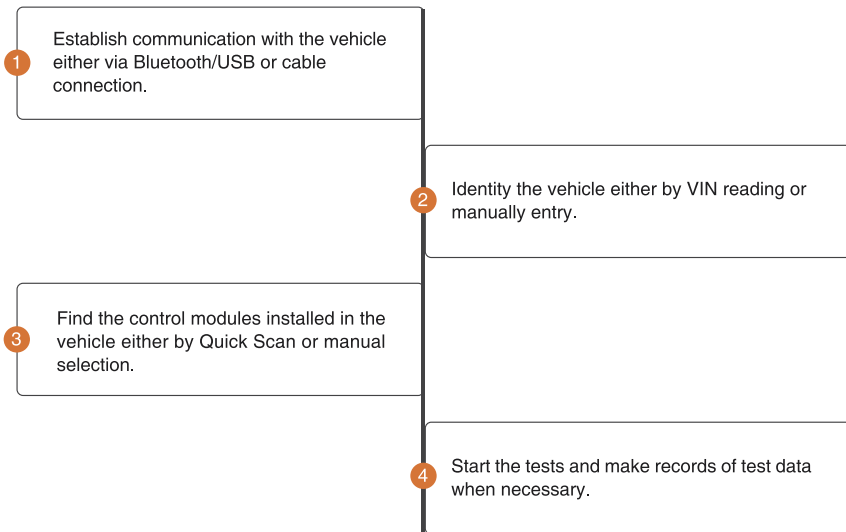 1
Establish communication with the vehicle
either via Bluetooth/USB or cable
connection.
2
Identity the vehicle either by VIN reading or
manually entry.
3
Find the control modules installed in the
vehicle either by Quick Scan or manual
selection.
4
Start the tests and make records of test data
when necessary.